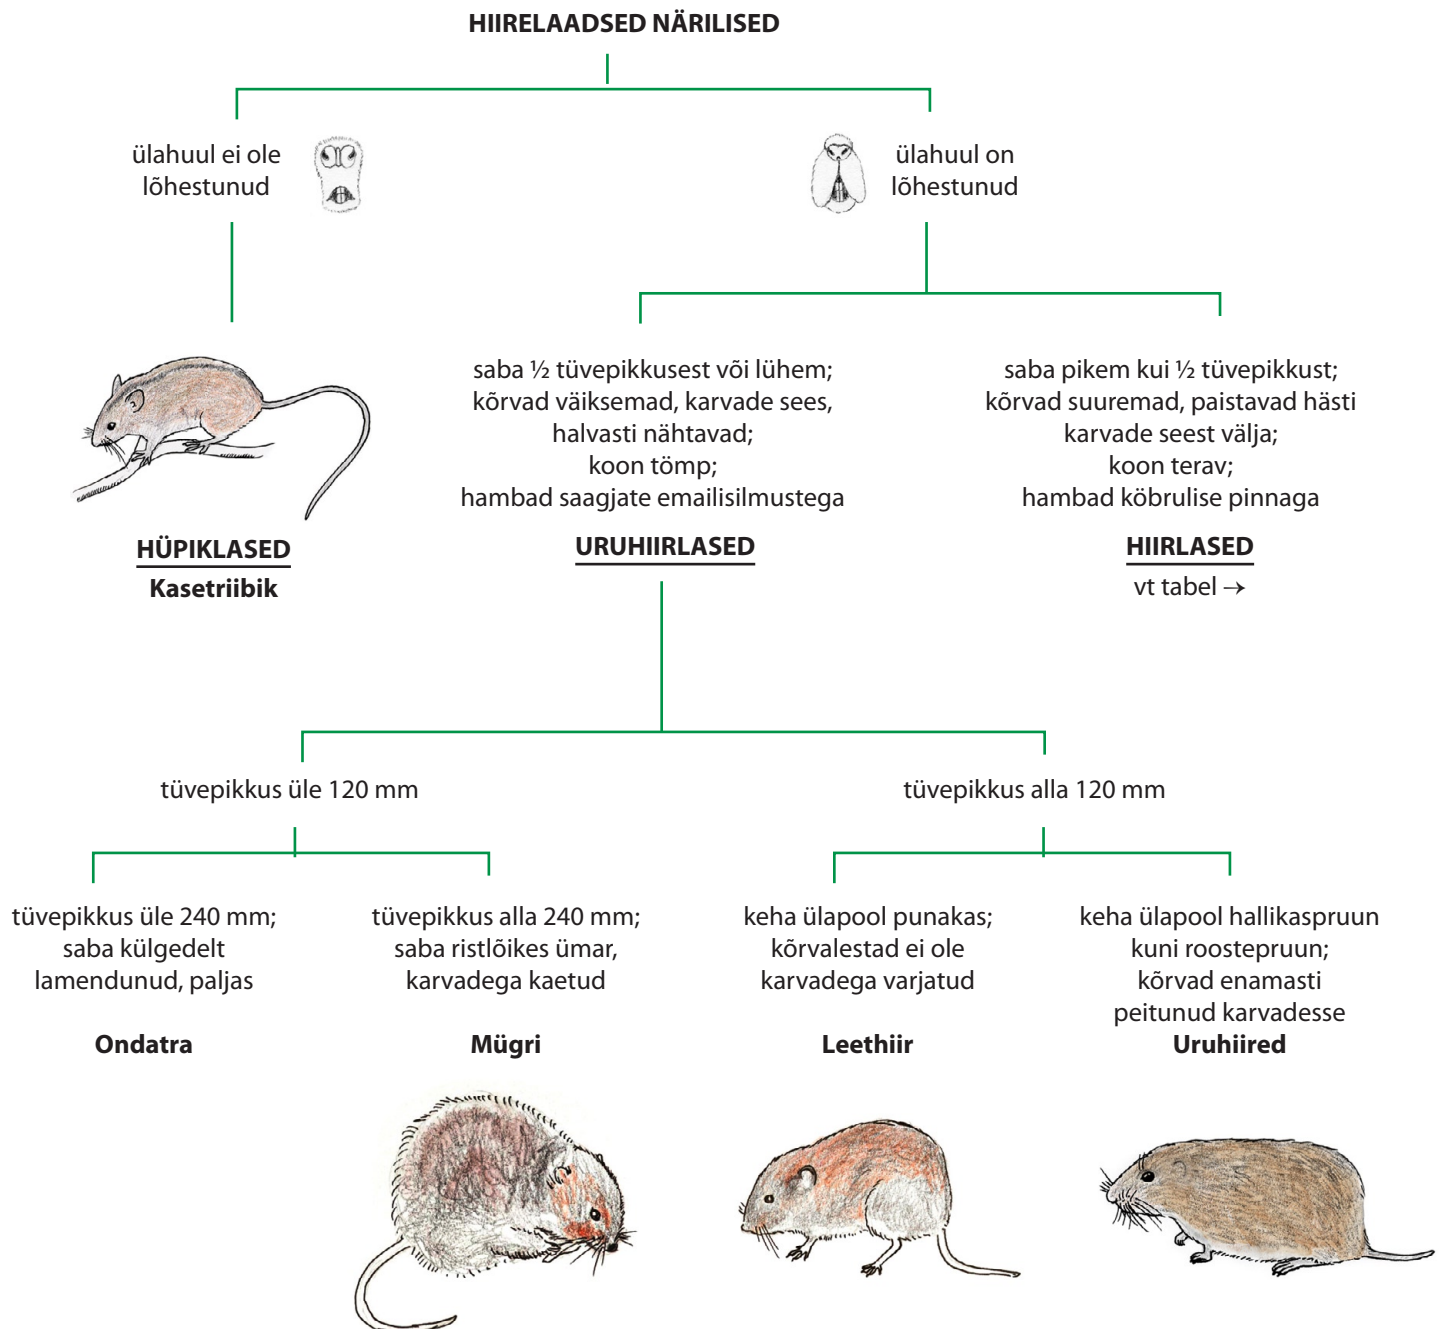 HIIRELAADSED NÄRILISED
ülahuul ei ole
lõhestunud
ülahuul on
lõhestunud
HÜPIKLASED
Kasetriibik
saba ½ tüvepikkusest või lühem;
kõrvad väiksemad, karvade sees,
halvasti nähtavad;
koon tömp;
hambad saagjate emailisilmustega
URUHIIRLASED
saba pikem kui ½ tüvepikkust;
kõrvad suuremad, paistavad hästi
karvade seest välja;
koon terav;
hambad köbrulise pinnaga
HIIRLASED
vt tabel →
tüvepikkus üle 120 mm
tüvepikkus alla 120 mm
tüvepikkus üle 240 mm;
saba külgedelt
lamendunud, paljas
Ondatra
tüvepikkus alla 240 mm;
saba ristlõikes ümar,
karvadega kaetud
Mügri
keha ülapool punakas;
kõrvalestad ei ole
karvadega varjatud
Leethiir
keha ülapool hallikaspruun
kuni roostepruun;
kõrvad enamasti
peitunud karvadesse
Uruhiired